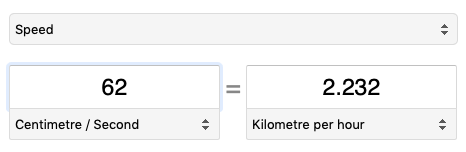 Speed
62 = 2.232
Centimetre / Second Kilometre per hour